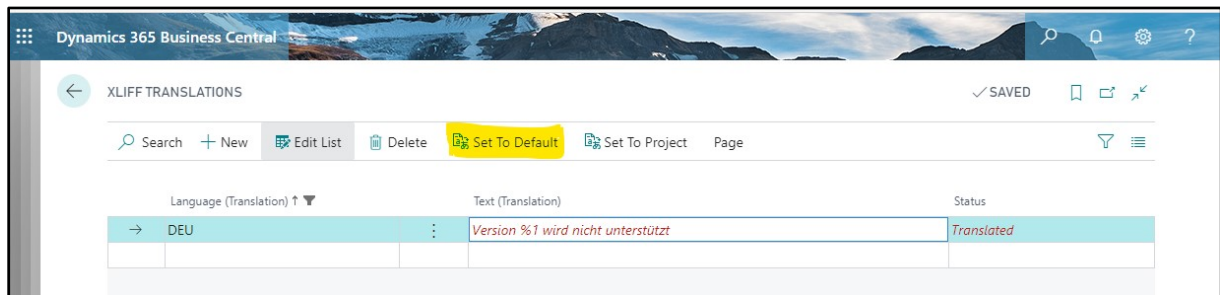 Dynamics 365 Business Central
XLIFF TRANSLATIONS
SAVED
Search New Edit List Delete Set To Default Set To Project Page
Language (Translation) Text (Translation) Status
DEU Version %1 wird nicht unterstützt Translated